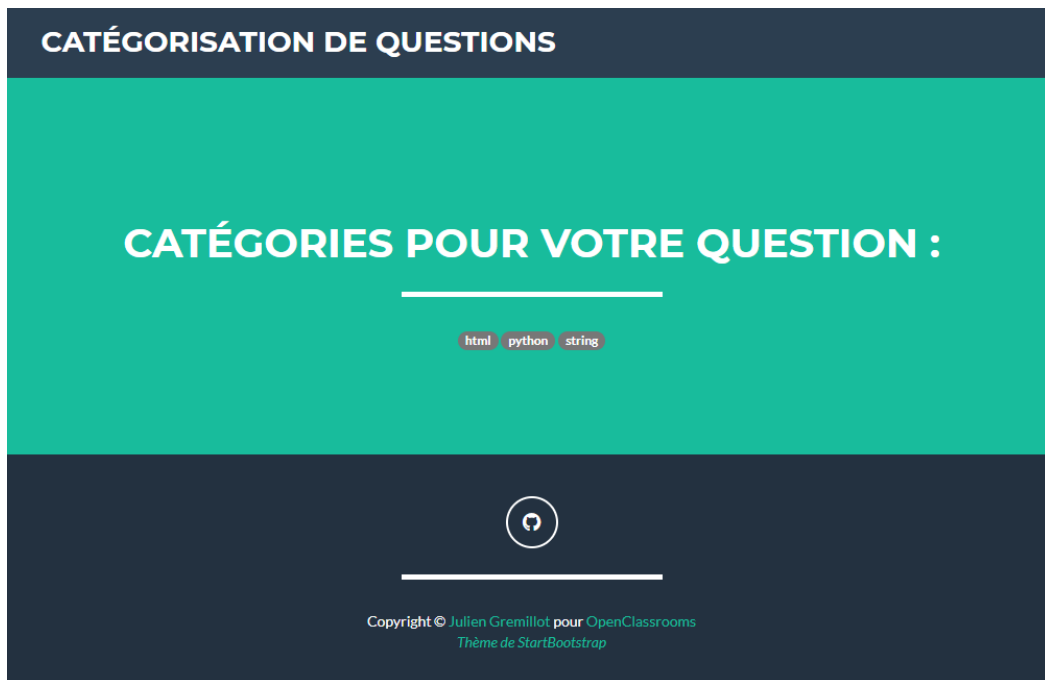 CATÉGORISATION DE QUESTIONS
CATÉGORIES POUR VOTRE QUESTION :
html python string
Copyright © Julien Gremillot pour OpenClassrooms
Thème de StartBootstrap